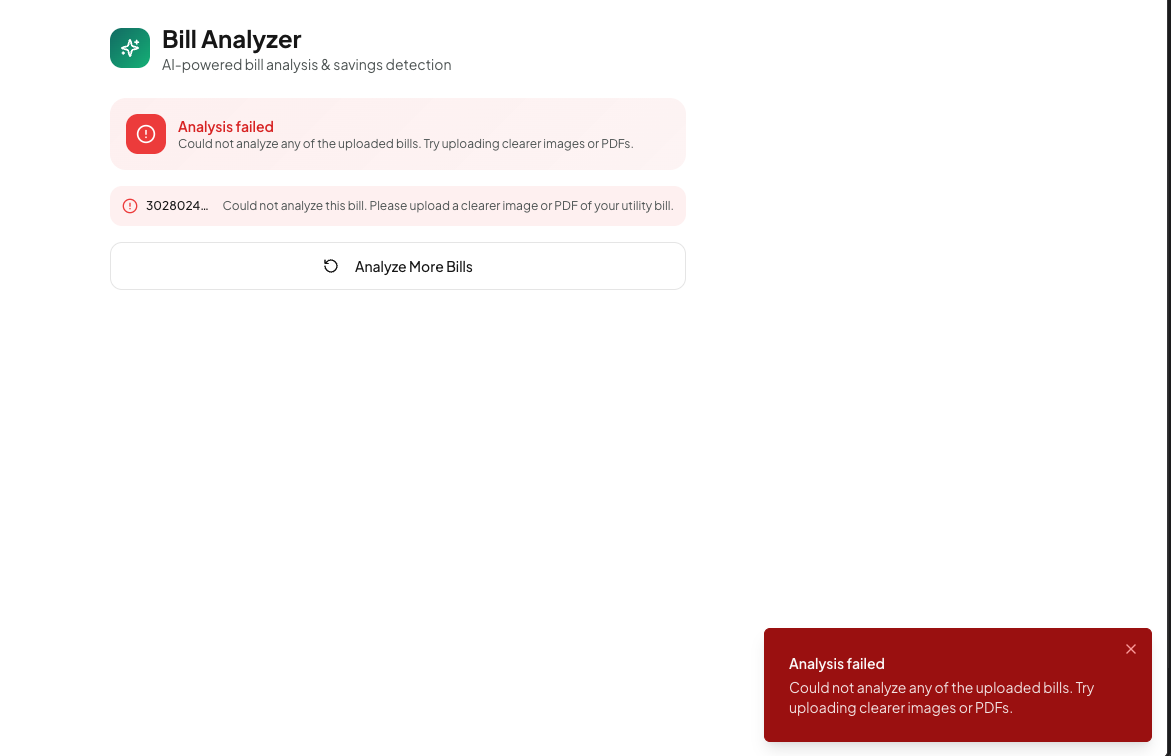 Bill Analyzer
AI-powered bill analysis & savings detection
Analysis failed
Could not analyze any of the uploaded bills. Try uploading clearer images or PDFs.
3028024... Could not analyze this bill. Please upload a clearer image or PDF of your utility bill.
Analyze More Bills
Analysis failed
Could not analyze any of the uploaded bills. Try
uploading clearer images or PDFs.